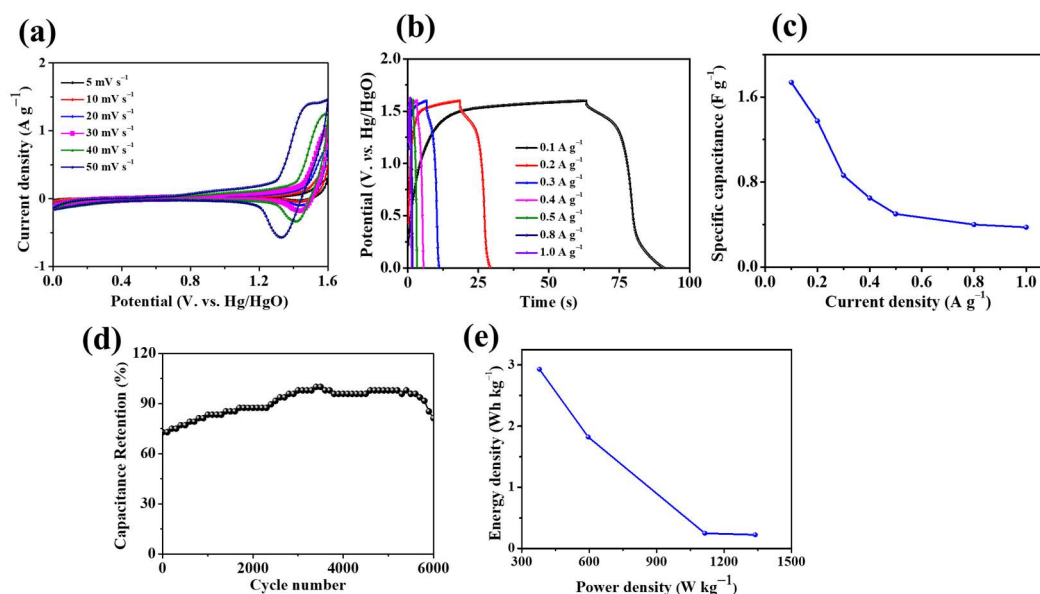 (a)
Current density (A g⁻¹)
2
1
0
-1
5 mV s⁻¹
10 mV s⁻¹
20 mV s⁻¹
30 mV s⁻¹
40 mV s⁻¹
50 mV s⁻¹
0.0 0.4 0.8 1.2 1.6
Potential (V. vs. Hg/HgO)
(b)
Potential (V. vs. Hg/HgO)
2.0
1.5
1.0
0.5
0.0
0.1 A g⁻¹
0.2 A g⁻¹
0.3 A g⁻¹
0.4 A g⁻¹
0.5 A g⁻¹
0.8 A g⁻¹
1.0 A g⁻¹
0 25 50 75 100
Time (s)
(c)
Specific capacitance (F g⁻¹)
1.6
0.8
0.0
0.0 0.2 0.4 0.6 0.8 1.0
Current density (A g⁻¹)
(d)
Capacitance Retention (%)
120
90
60
30
0
0 2000 4000 6000
Cycle number
(e)
Energy density (Wh kg⁻¹)
3
2
1
0
300 600 900 1200 1500
Power density (W kg⁻¹)